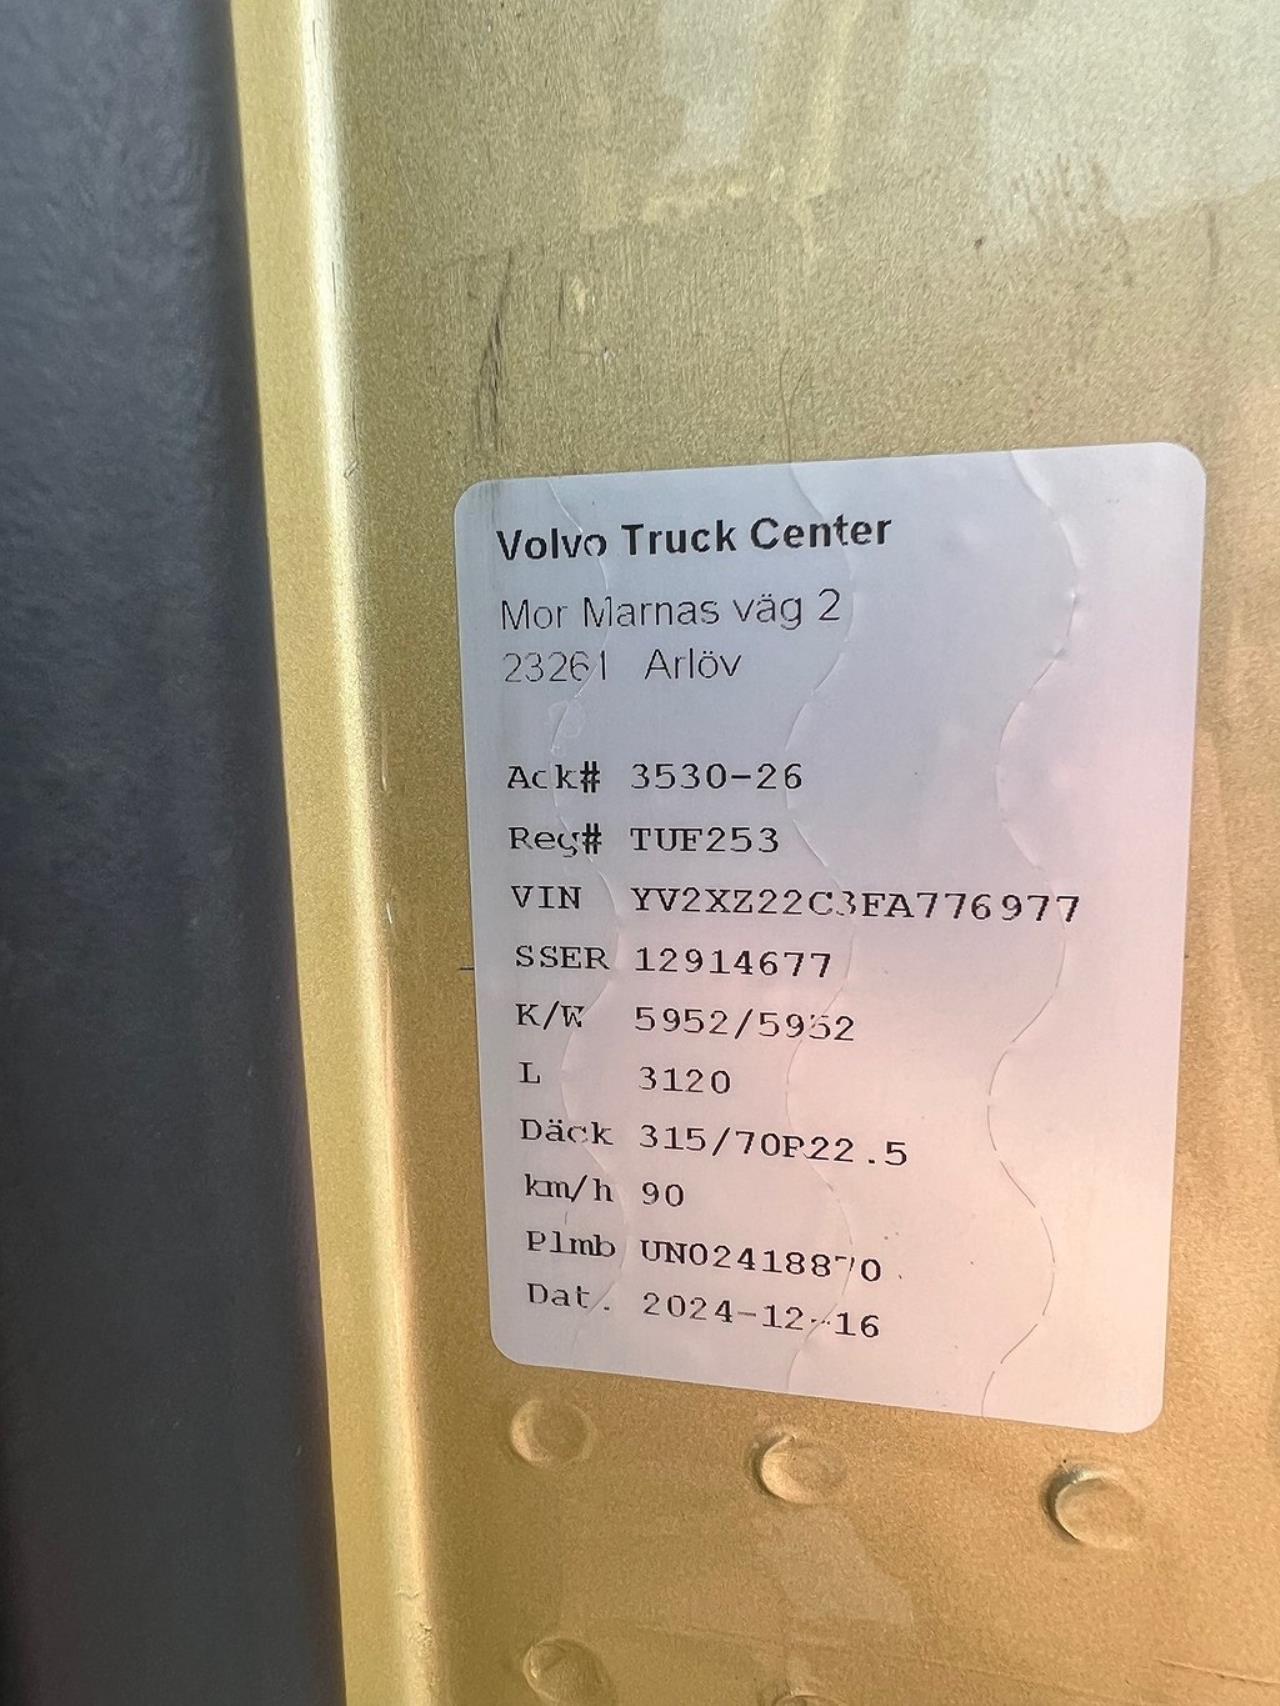 Volvo Truck Center
Mor Marnas väg 2
23261 Arlöv
Ack# 3530-26
Reg# TUF253
VIN YV2XZ22C3FA776977
SSER 12914677
K/W 5952/5952
L 3120
Däck 315/70R22.5
km/h 90
Plmb UN02418870
Dat. 2024-12-16